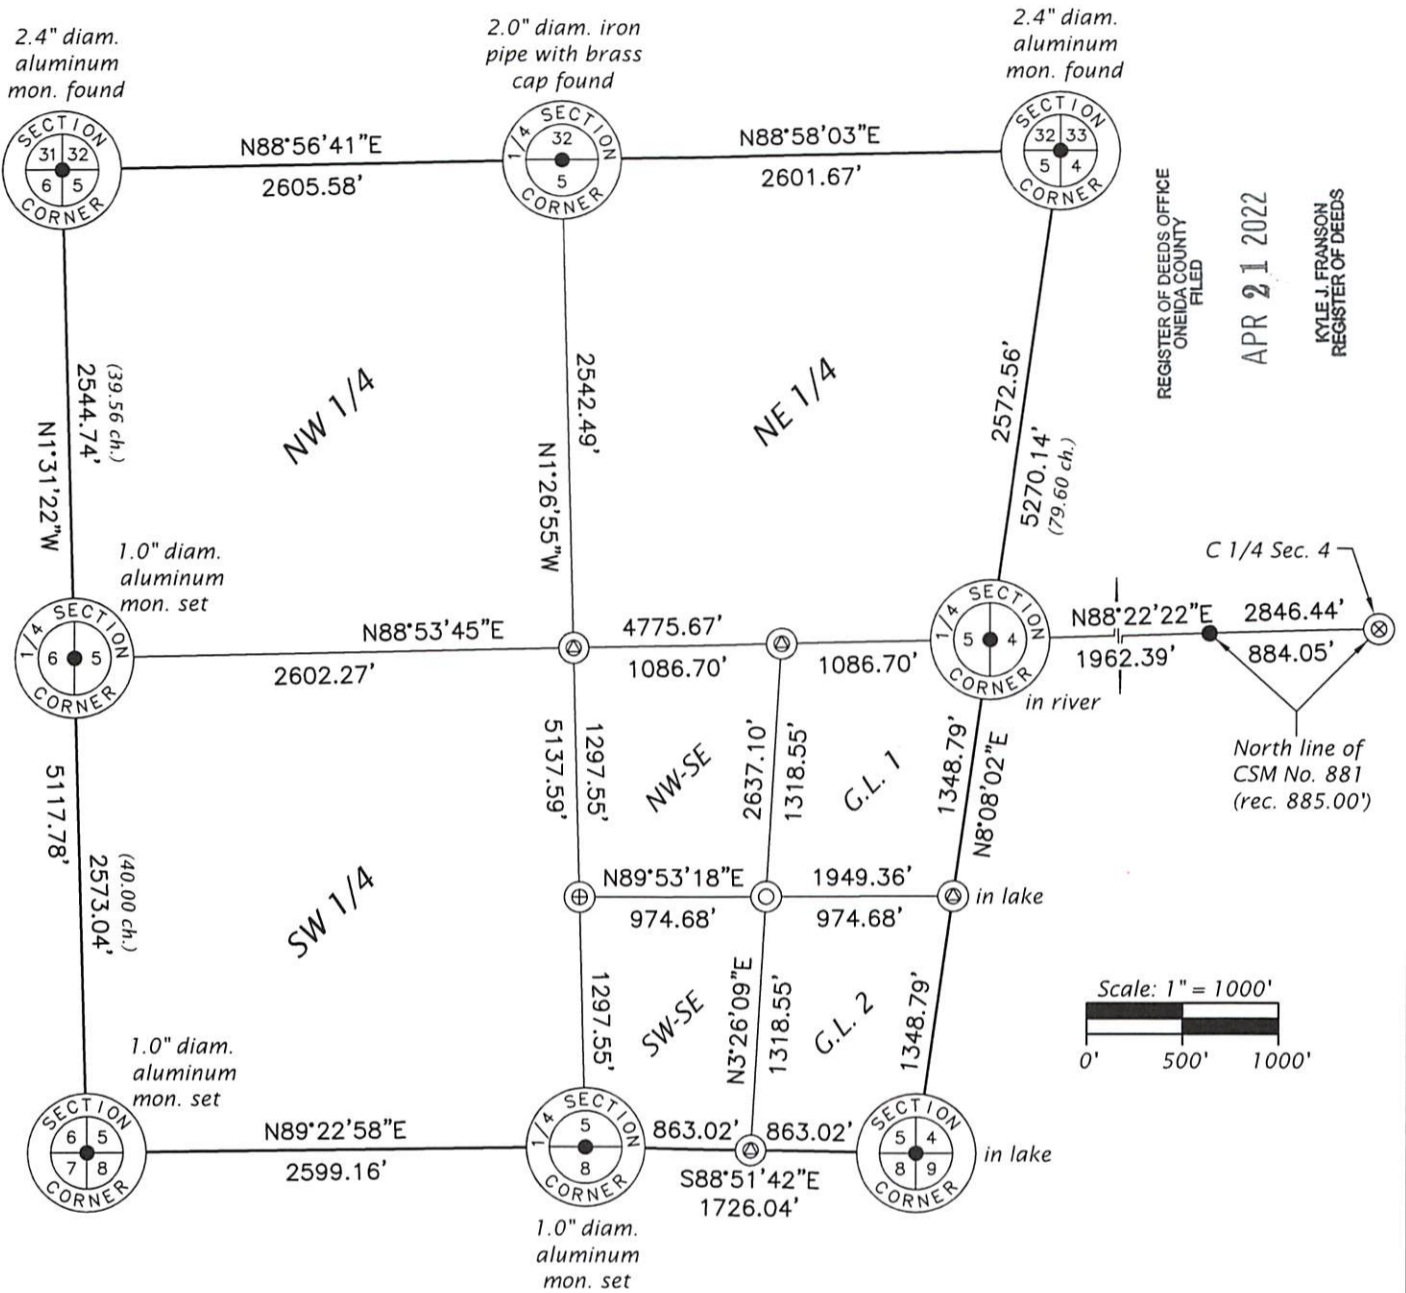 2.4" diam.
aluminum
mon. found
2.0" diam. iron
pipe with brass
cap found
2.4" diam.
aluminum
mon. found
SECTION
31 32
6 5
CORNER
N88°56'41"E
2605.58'
1/4 SECTION
32
5
CORNER
N88°58'03"E
2601.67'
SECTION
32 33
5 4
CORNER
REGISTER OF DEEDS OFFICE
ONEIDA COUNTY
FILED
APR 21 2022
KYLE J. FRANSON
REGISTER OF DEEDS
(39.56 ch.)
2544.74'
N1°31'22"W
NW 1/4
2542.49'
N1°26'55"W
NE 1/4
2572.56'
5270.14'
(79.60 ch.)
1.0" diam.
aluminum
mon. set
C 1/4 Sec. 4
1/4 SECTION
6 5
CORNER
N88°53'45"E
2602.27'
4775.67'
1086.70'
1086.70'
1/4 SECTION
5 4
CORNER
in river
N88°22'22"E
1962.39'
2846.44'
884.05'
North line of
CSM No. 881
(rec. 885.00')
5117.78'
(40.00 ch.)
2573.04'
SW 1/4
1297.55'
5137.59'
NW-SE
2637.10'
1318.55'
G.L. 1
1348.79'
N8°08'02"E
N89°53'18"E
974.68'
1949.36'
974.68'
in lake
1297.55'
SW-SE
N3°26'09"E
1318.55'
G.L. 2
1348.79'
Scale: 1" = 1000'
0' 500' 1000'
1.0" diam.
aluminum
mon. set
SECTION
6 5
7 8
CORNER
N89°22'58"E
2599.16'
1/4 SECTION
5
8
CORNER
863.02'
863.02'
S88°51'42"E
1726.04'
SECTION
5 4
8 9
CORNER
in lake
1.0" diam.
aluminum
mon. set